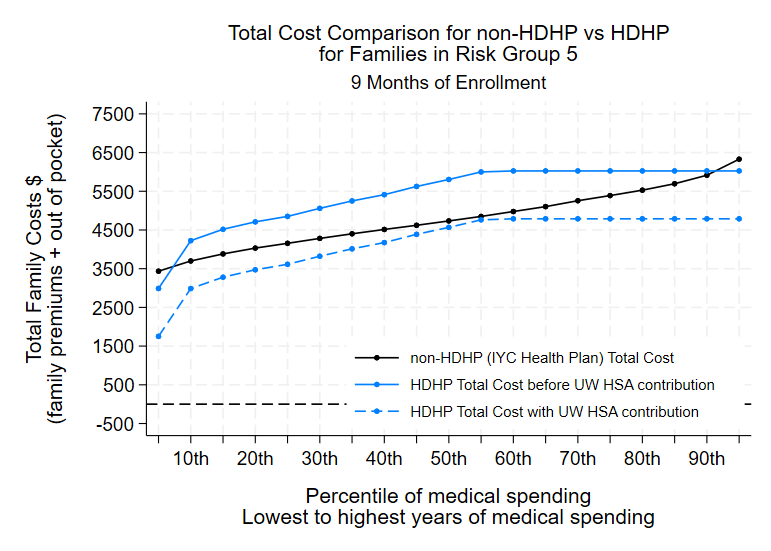 Total Cost Comparison for non-HDHP vs HDHP
for Families in Risk Group 5
9 Months of Enrollment
Total Family Costs $
(family premiums + out of pocket)
7500
6500
5500
4500
3500
2500
1500
500
-500
non-HDHP (IYC Health Plan) Total Cost
HDHP Total Cost before UW HSA contribution
HDHP Total Cost with UW HSA contribution
10th 20th 30th 40th 50th 60th 70th 80th 90th
Percentile of medical spending
Lowest to highest years of medical spending